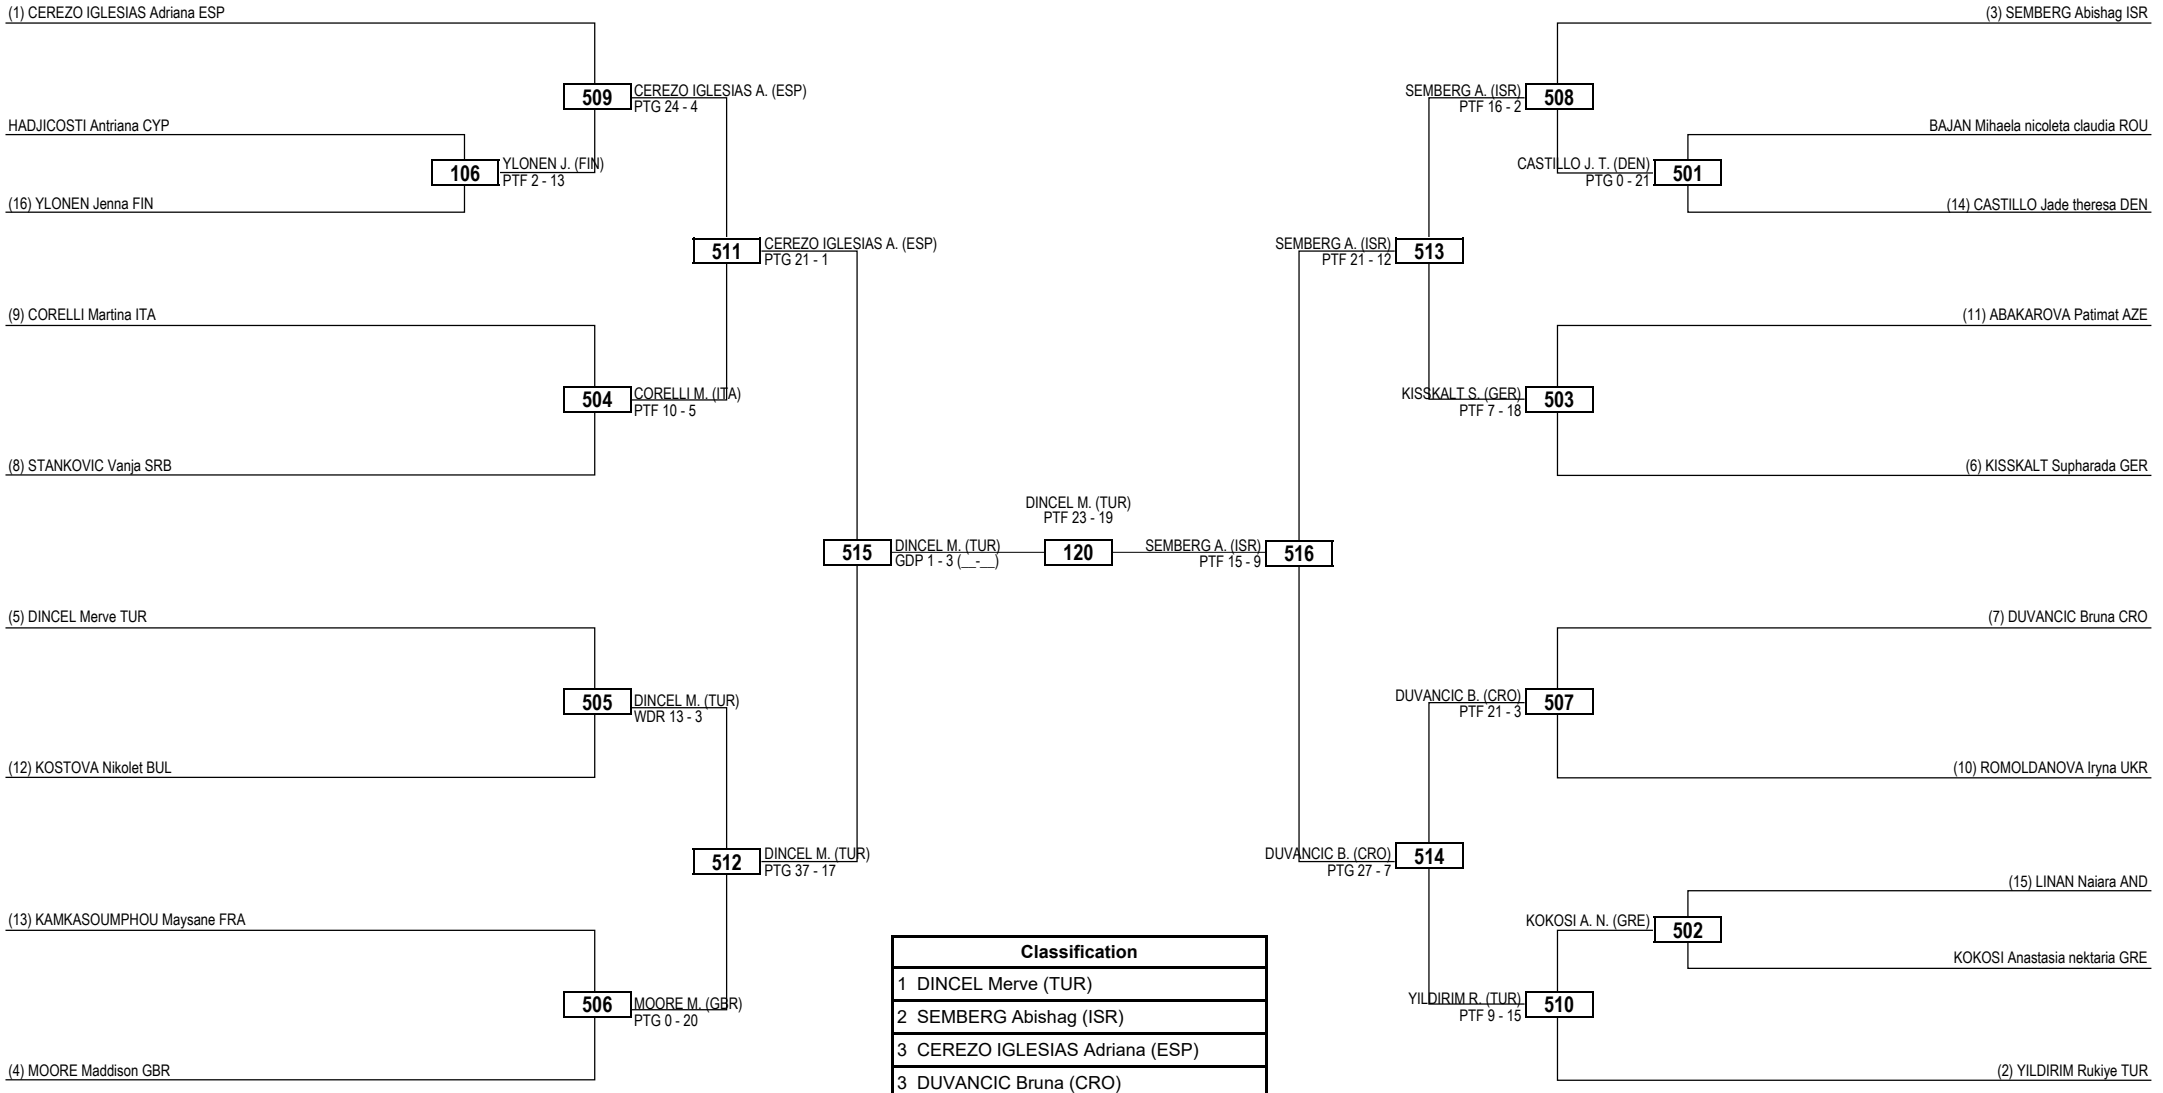 (1) CEREZO IGLESIAS Adriana ESP
(3) SEMBERG Abishag ISR
509
CEREZO IGLESIAS A. (ESP)
PTG 24 - 4
SEMBERG A. (ISR)
PTF 16 - 2
508
HADJICOSTI Antriana CYP
BAJAN Mihaela nicoleta claudia ROU
106
YLONEN J. (FIN)
PTF 2 - 13
CASTILLO J. T. (DEN)
PTG 0 - 21
501
(16) YLONEN Jenna FIN
(14) CASTILLO Jade theresa DEN
511
CEREZO IGLESIAS A. (ESP)
PTG 21 - 1
SEMBERG A. (ISR)
PTF 21 - 12
513
(9) CORELLI Martina ITA
(11) ABAKAROVA Patimat AZE
504
CORELLI M. (ITA)
PTF 10 - 5
KISSKALT S. (GER)
PTF 7 - 18
503
(8) STANKOVIC Vanja SRB
(6) KISSKALT Supharada GER
DINCEL M. (TUR)
PTF 23 - 19
515
DINCEL M. (TUR)
GDP 1 - 3 (__-__)
120
SEMBERG A. (ISR)
PTF 15 - 9
516
(5) DINCEL Merve TUR
(7) DUVANCIC Bruna CRO
505
DINCEL M. (TUR)
WDR 13 - 3
DUVANCIC B. (CRO)
PTF 21 - 3
507
(12) KOSTOVA Nikolet BUL
(10) ROMOLDANOVA Iryna UKR
512
DINCEL M. (TUR)
PTG 37 - 17
DUVANCIC B. (CRO)
PTG 27 - 7
514
(15) LINAN Naiara AND
(13) KAMKASOUMPHOU Maysane FRA
KOKOSI A. N. (GRE)
502
KOKOSI Anastasia nektaria GRE
506
MOORE M. (GBR)
PTG 0 - 20
YILDIRIM R. (TUR)
PTF 9 - 15
510
(4) MOORE Maddison GBR
(2) YILDIRIM Rukiye TUR
Classification
1 DINCEL Merve (TUR)
2 SEMBERG Abishag (ISR)
3 CEREZO IGLESIAS Adriana (ESP)
3 DUVANCIC Bruna (CRO)